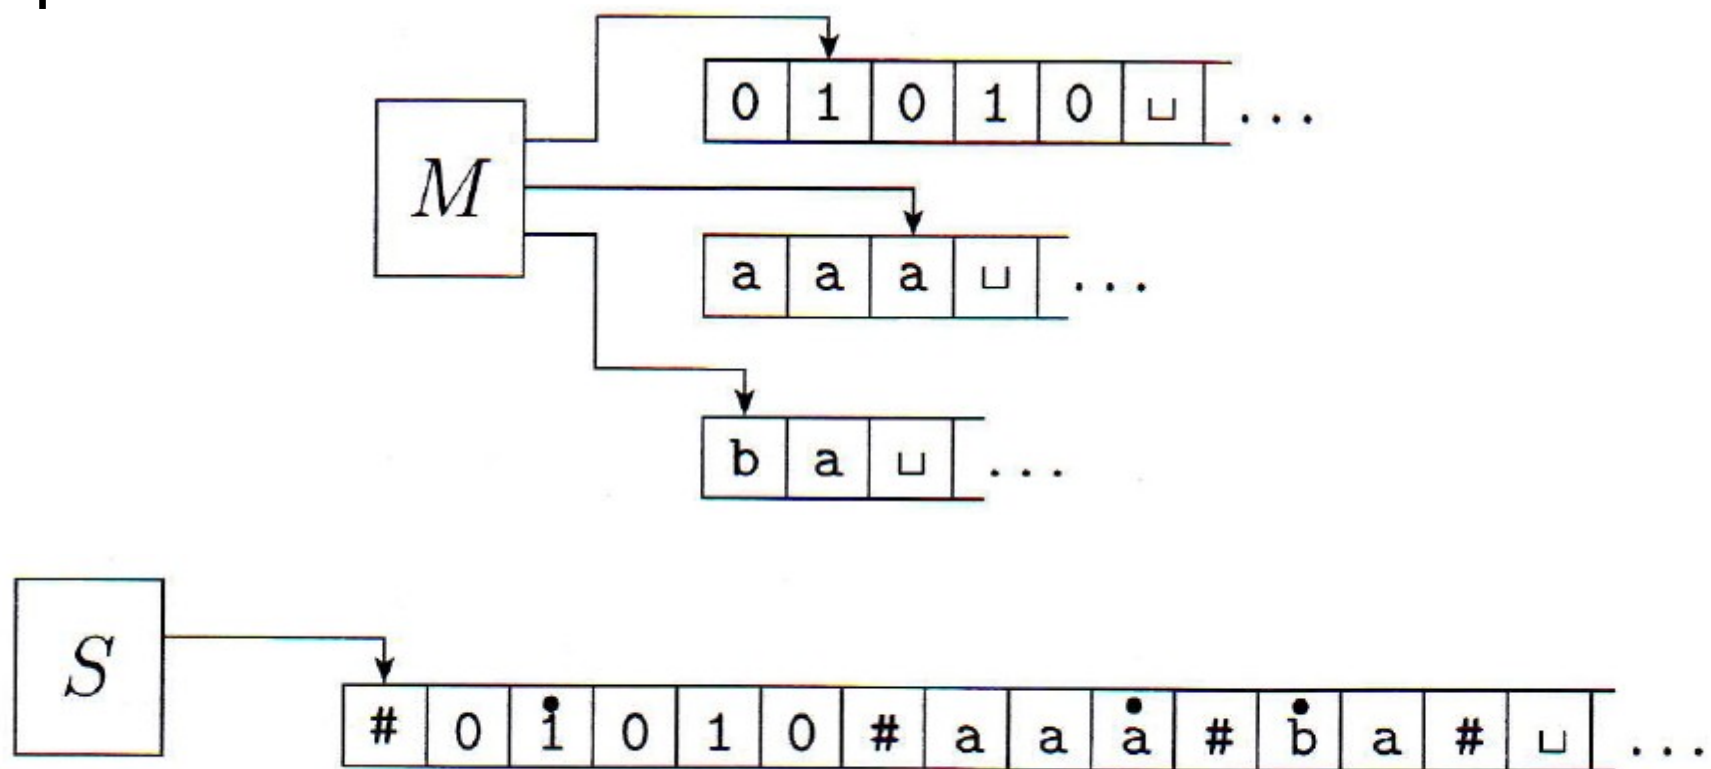 0 1 0 1 0 ⊔ ...
M
a a a ⊔ ...
b a ⊔ ...
S
# 0 1̇ 0 1 0 # a a ȧ # ḃ a # ⊔ ...